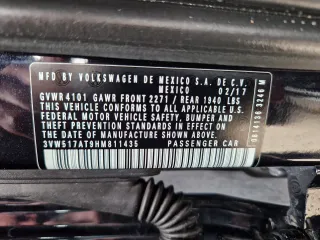 MFD BY VOLKSWAGEN DE MEXICO S.A. DE C.V.
MEXICO 02/17
GVWR 4101 GAWR FRONT 2271 / REAR 1940 LBS
THIS VEHICLE CONFORMS TO ALL APPLICABLE U.S.
FEDERAL MOTOR VEHICLE SAFETY, BUMPER AND
THEFT PREVENTION STANDARDS IN EFFECT ON THE
DATE OF MANUFACTURE SHOWN ABOVE.
3VW517AT9HM811435 PASSENGER CAR